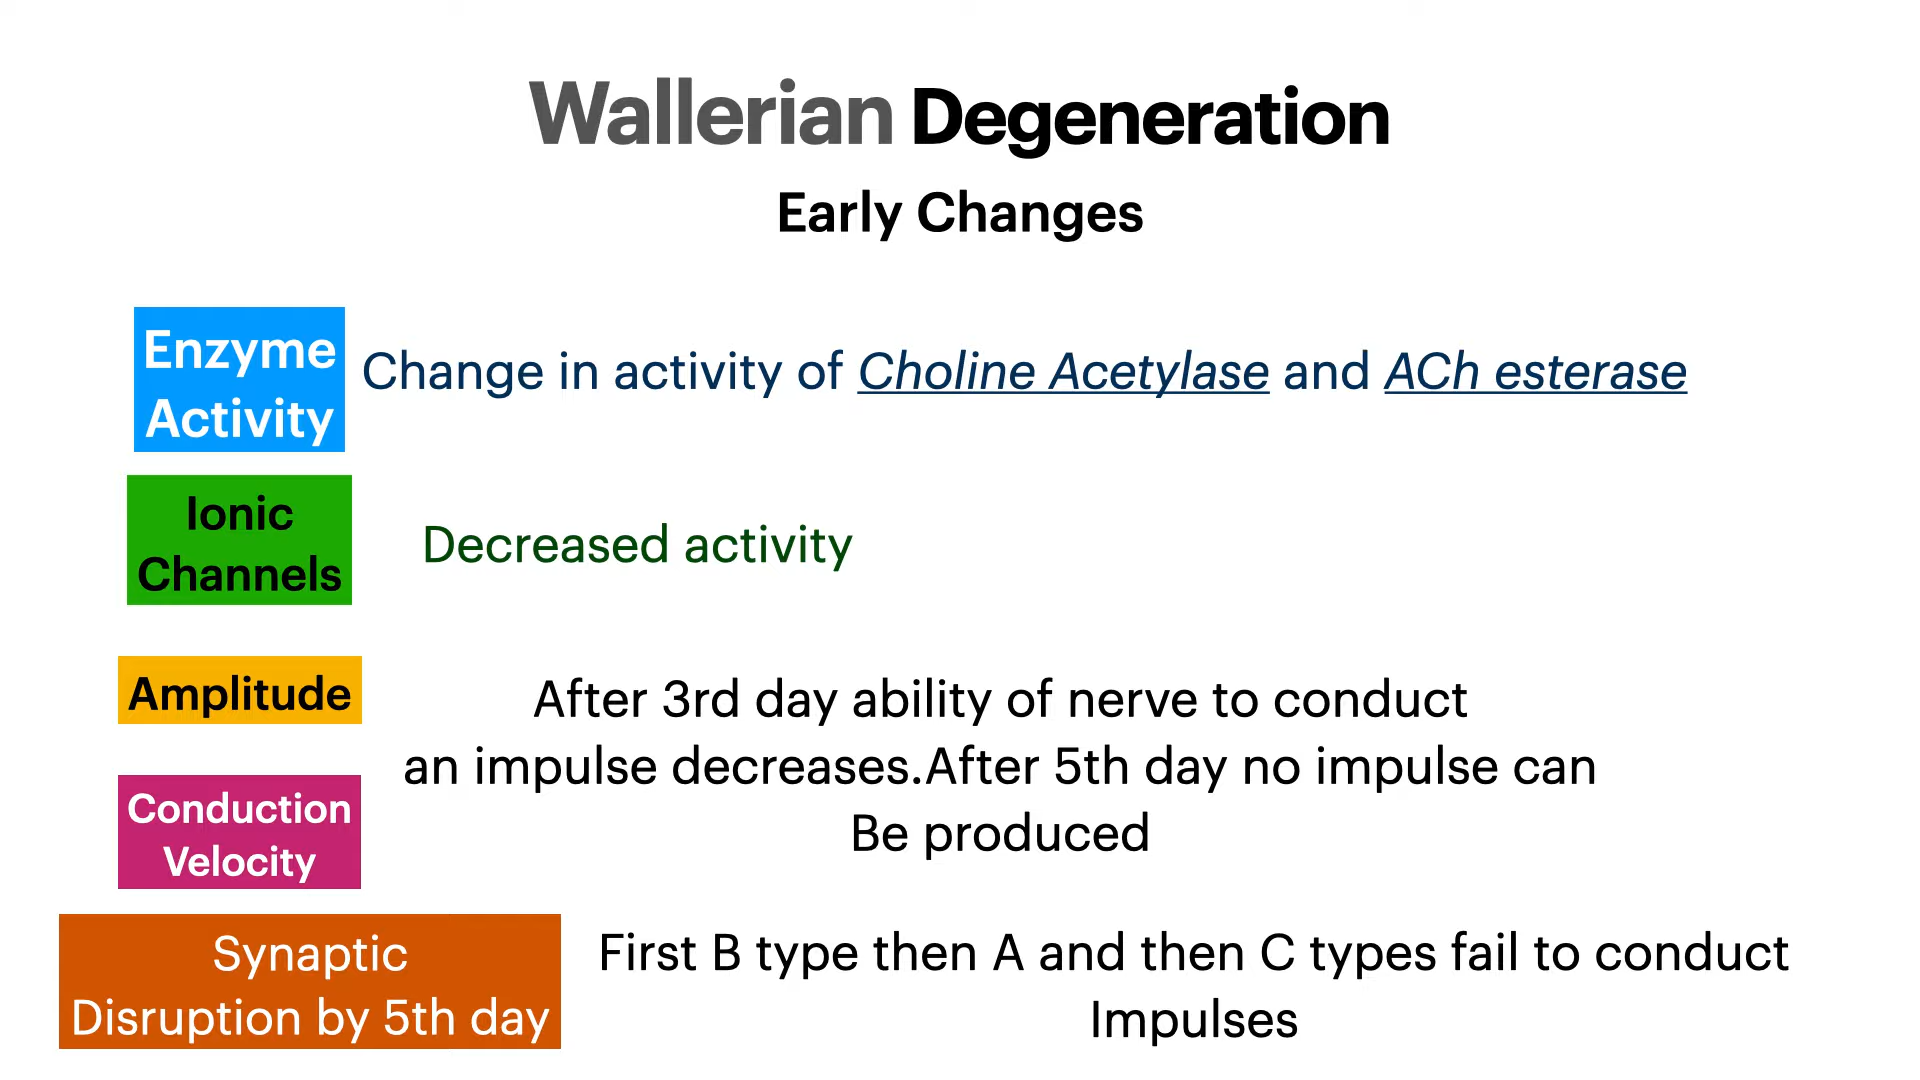 Wallerian Degeneration
Early Changes
Enzyme
Activity
Change in activity of Choline Acetylase and ACh esterase
Ionic
Channels
Decreased activity
Amplitude
After 3rd day ability of nerve to conduct
an impulse decreases.After 5th day no impulse can
Be produced
Conduction
Velocity
Synaptic
Disruption by 5th day
First B type then A and then C types fail to conduct
Impulses